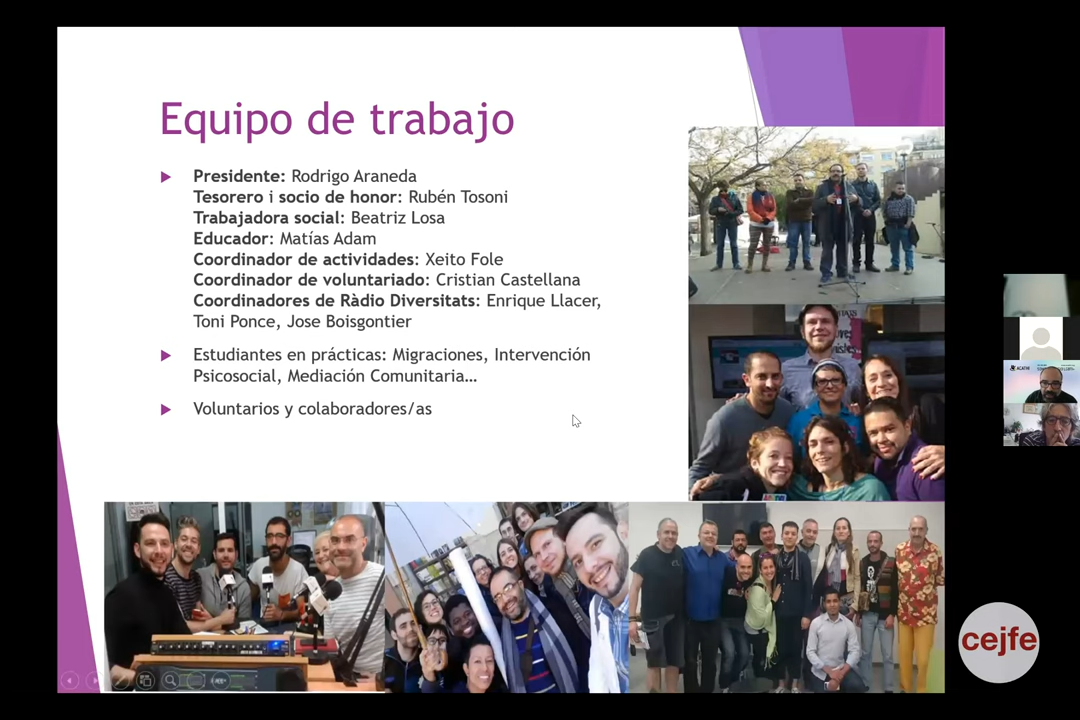 Equipo de trabajo
Presidente: Rodrigo Araneda
Tesorero i socio de honor: Rubén Tosoni
Trabajadora social: Beatriz Losa
Educador: Matías Adam
Coordinador de actividades: Xeito Fole
Coordinador de voluntariado: Cristian Castellana
Coordinadores de Ràdio Diversitats: Enrique Llacer,
Toni Ponce, Jose Boisgontier
Estudiantes en prácticas: Migraciones, Intervención
Psicosocial, Mediación Comunitaria…
Voluntarios y colaboradores/as
cejfe